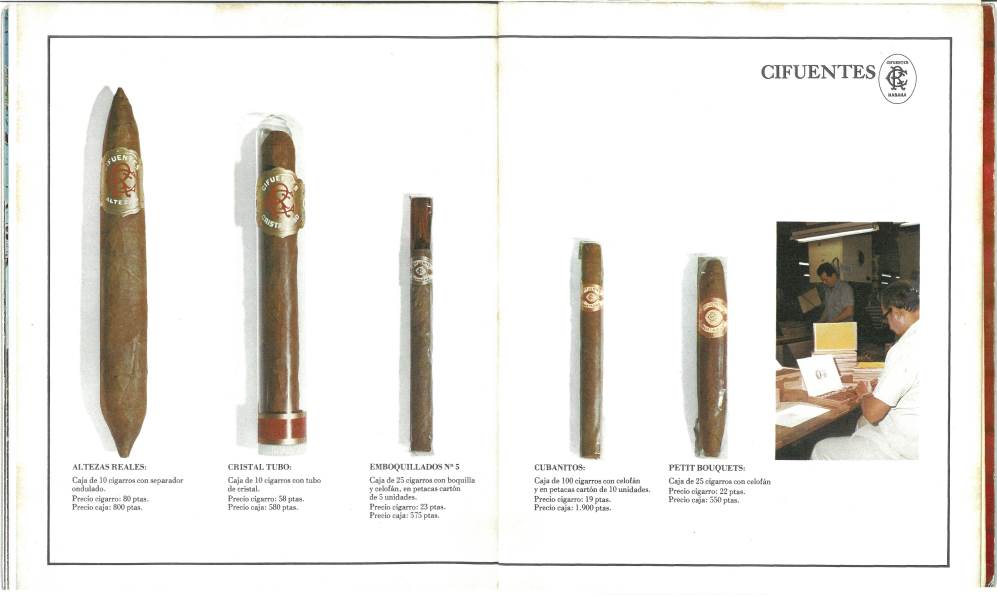 CIFUENTES
CIFUENTES
HABANA
CIFUENTES
CIFUENTES
ALTEZAS REALES:
Caja de 10 cigarros con separador
ondulado.
Precio cigarro: 80 ptas.
Precio caja: 800 ptas.
CRISTAL TUBO:
Caja de 10 cigarros con tubo
de cristal.
Precio cigarro: 58 ptas.
Precio caja: 580 ptas.
EMBOQUILLADOS Nº 5
Caja de 25 cigarros con boquilla
y celofán, en petacas cartón
de 5 unidades.
Precio cigarro: 23 ptas.
Precio caja: 575 ptas.
CUBANITOS:
Caja de 100 cigarros con celofán
y en petacas cartón de 10 unidades.
Precio cigarro: 19 ptas.
Precio caja: 1.900 ptas.
PETIT BOUQUETS:
Caja de 25 cigarros con celofán
Precio cigarro: 22 ptas.
Precio caja: 550 ptas.